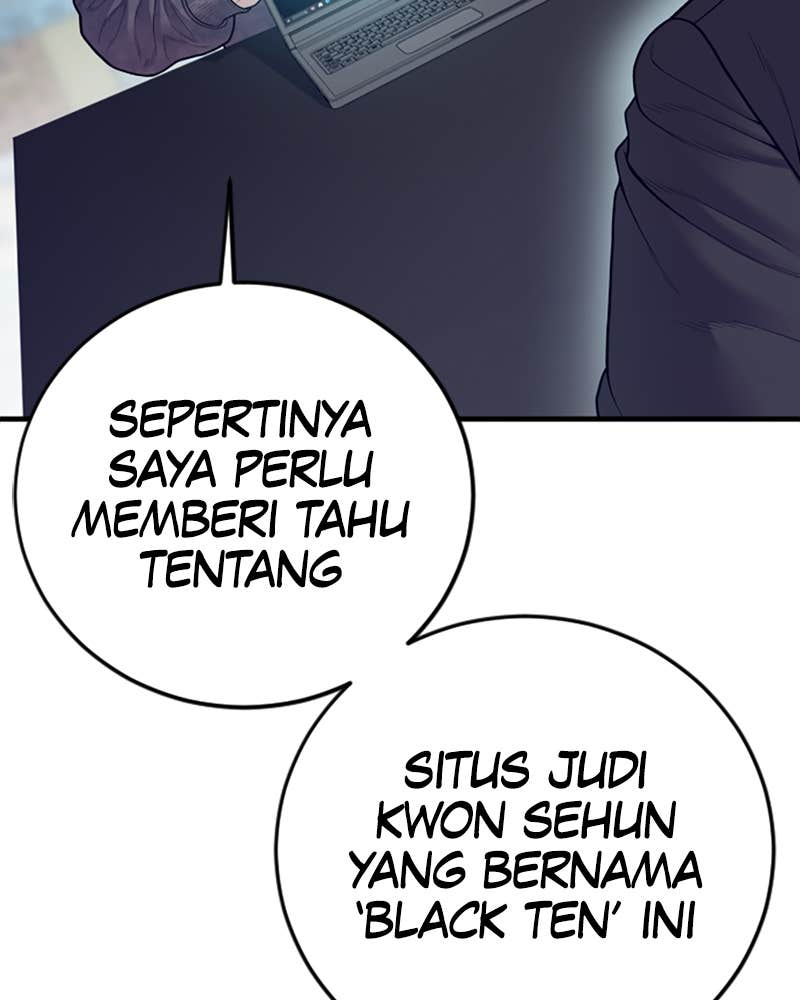 SEPERTINYA
SAYA PERLU
MEMBERI TAHU
TENTANG
SITUS JUDI
KWON SEHUN
YANG BERNAMA
'BLACK TEN' INI